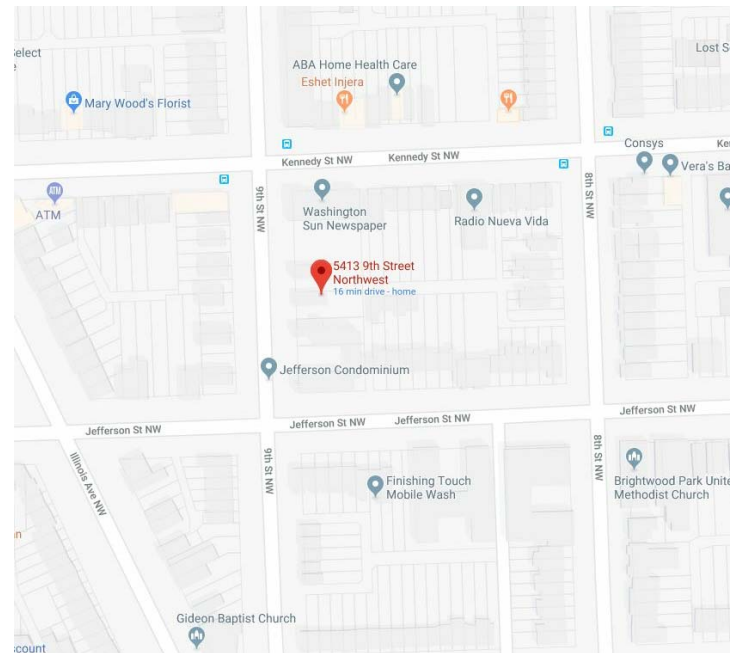 elect
Mary Wood's Florist
ABA Home Health Care
Eshet Injera
Lost S
Kennedy St NW
Kennedy St NW
Consys
Ke
Vera's Ba
ATM
ATM
9th St NW
Washington
Sun Newspaper
Radio Nueva Vida
8th St NW
5413 9th Street
Northwest
16 min drive - home
Jefferson Condominium
Jefferson St NW
Jefferson St NW
Jefferson St NW
Jefferson St NW
Illinois Ave NW
9th St NW
8th St NW
Finishing Touch
Mobile Wash
Brightwood Park Unite
Methodist Church
n
Gideon Baptist Church
count